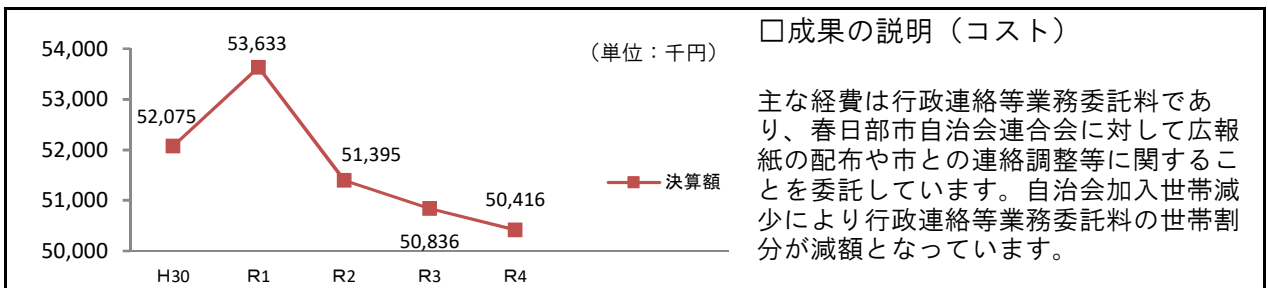 54,000
53,000
52,000
51,000
50,000
52,075
53,633
51,395
50,836
50,416
(単位：千円)
決算額
H30
R1
R2
R3
R4
□成果の説明（コスト）
主な経費は行政連絡等業務委託料であ
り、春日部市自治会連合会に対して広報
紙の配布や市との連絡調整等に関するこ
とを委託しています。自治会加入世帯減
少により行政連絡等業務委託料の世帯割
分が減額となっています。